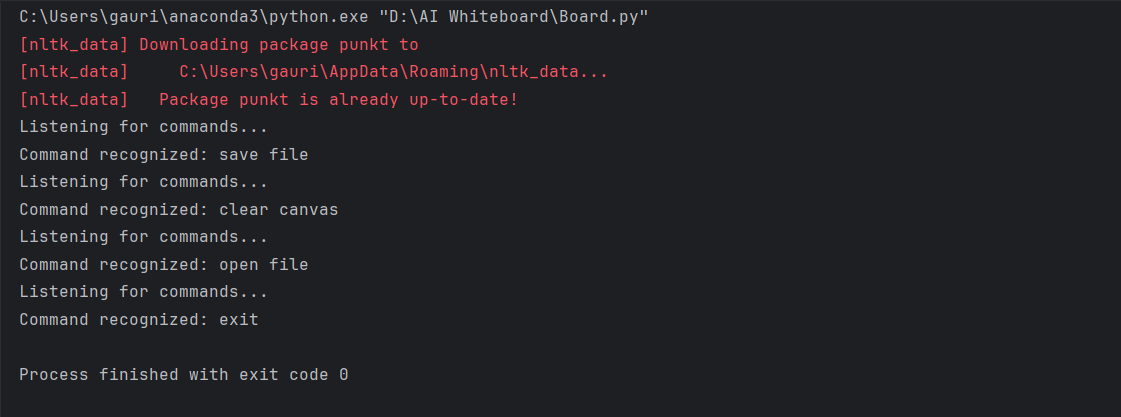 C:\Users\gauri\anaconda3\python.exe "D:\AI Whiteboard\Board.py"
[nltk_data] Downloading package punkt to
[nltk_data]     C:\Users\gauri\AppData\Roaming\nltk_data...
[nltk_data]   Package punkt is already up-to-date!
Listening for commands...
Command recognized: save file
Listening for commands...
Command recognized: clear canvas
Listening for commands...
Command recognized: open file
Listening for commands...
Command recognized: exit
Process finished with exit code 0